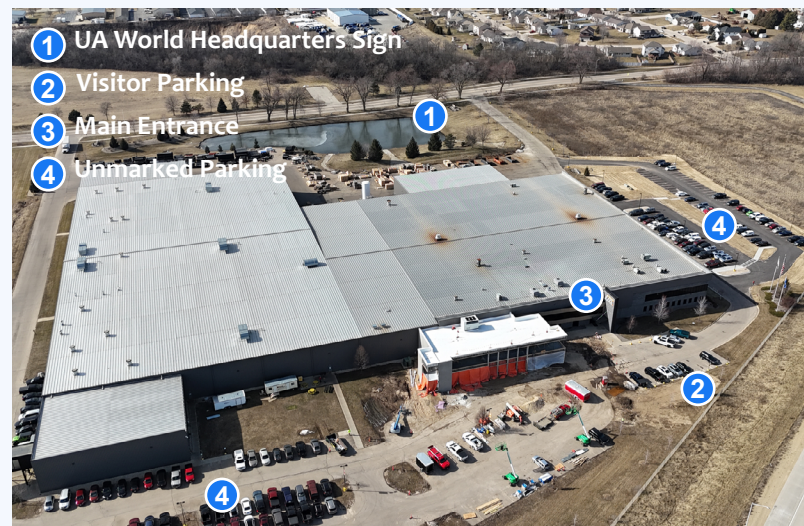 1 UA World Headquarters Sign
2 Visitor Parking
3 Main Entrance
4 Unmarked Parking
1
4
3
2
4